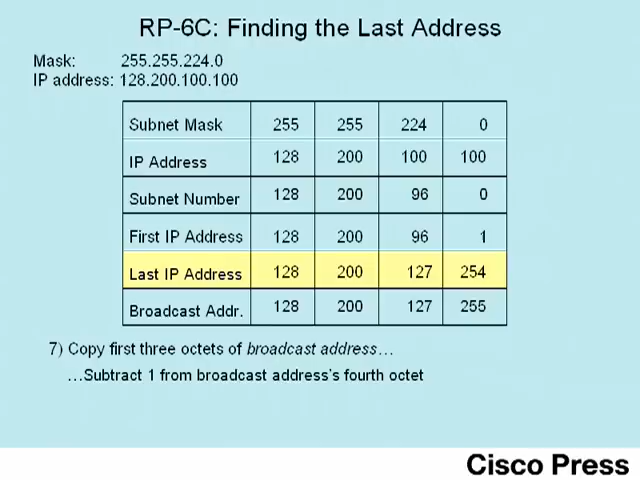 RP-6C: Finding the Last Address
Mask: 255.255.224.0
IP address: 128.200.100.100
Subnet Mask 255 255 224 0
IP Address 128 200 100 100
Subnet Number 128 200 96 0
First IP Address 128 200 96 1
Last IP Address 128 200 127 254
Broadcast Addr. 128 200 127 255
7) Copy first three octets of broadcast address…
…Subtract 1 from broadcast address's fourth octet
Cisco Press